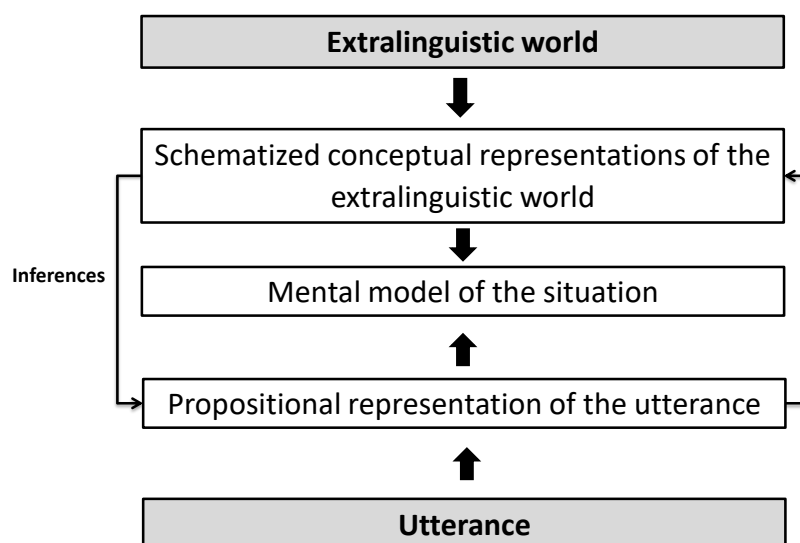 Extralinguistic world
Schematized conceptual representations of the
extralinguistic world
Inferences
Mental model of the situation
Propositional representation of the utterance
Utterance